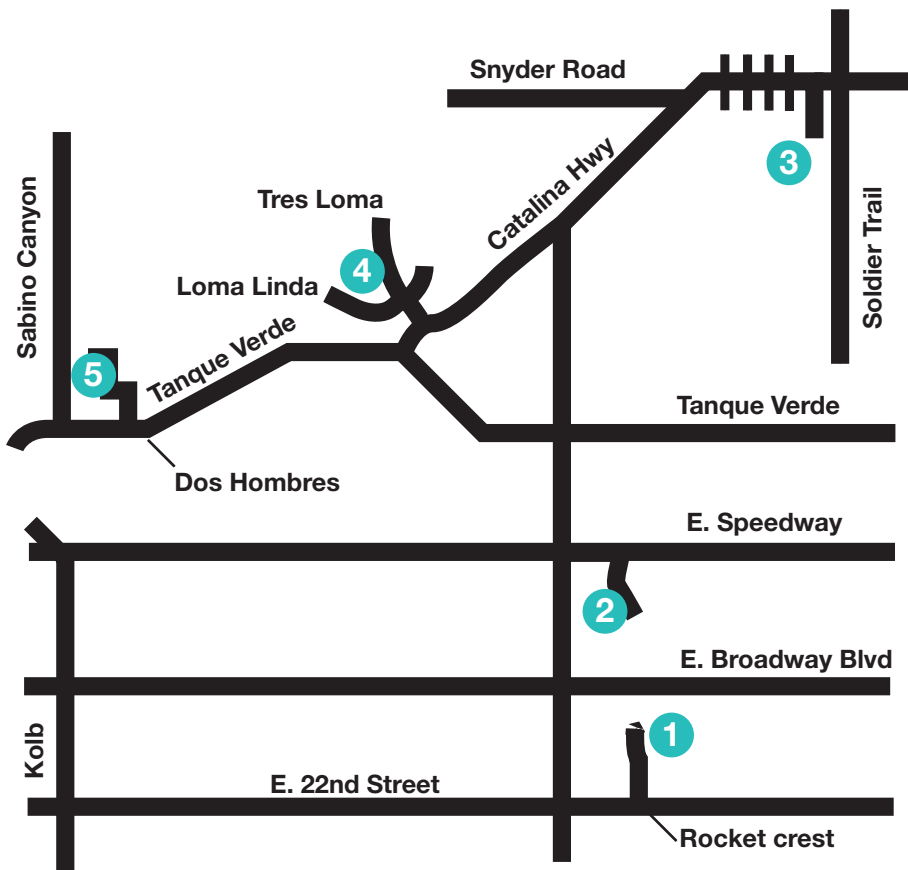 Snyder Road
3
Catalina Hwy
Sabino Canyon
Tres Loma
4
Loma Linda
Soldier Trail
5
Tanque Verde
Tanque Verde
Dos Hombres
E. Speedway
2
E. Broadway Blvd
Kolb
1
E. 22nd Street
Rocket crest